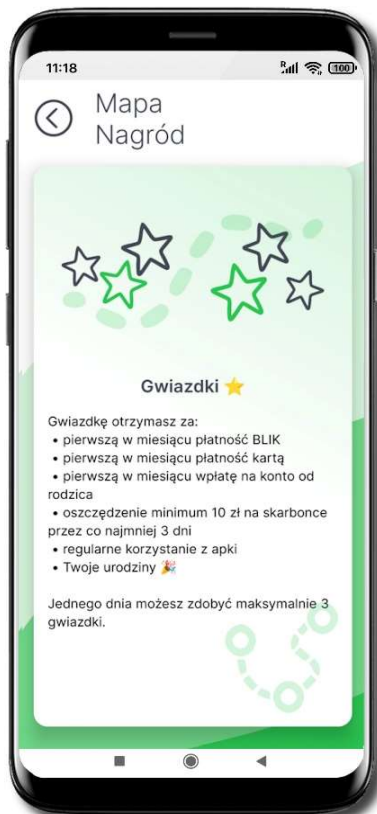 11:18
R
100
Mapa
Nagród
Gwiazdki ⭐
Gwiazdkę otrzymasz za:
• pierwszą w miesiącu płatność BLIK
• pierwszą w miesiącu płatność kartą
• pierwszą w miesiącu wpłatę na konto od
rodzica
• oszczędzenie minimum 10 zł na skarbonce
przez co najmniej 3 dni
• regularne korzystanie z apki
• Twoje urodziny 🎉
Jednego dnia możesz zdobyć maksymalnie 3
gwiazdki.